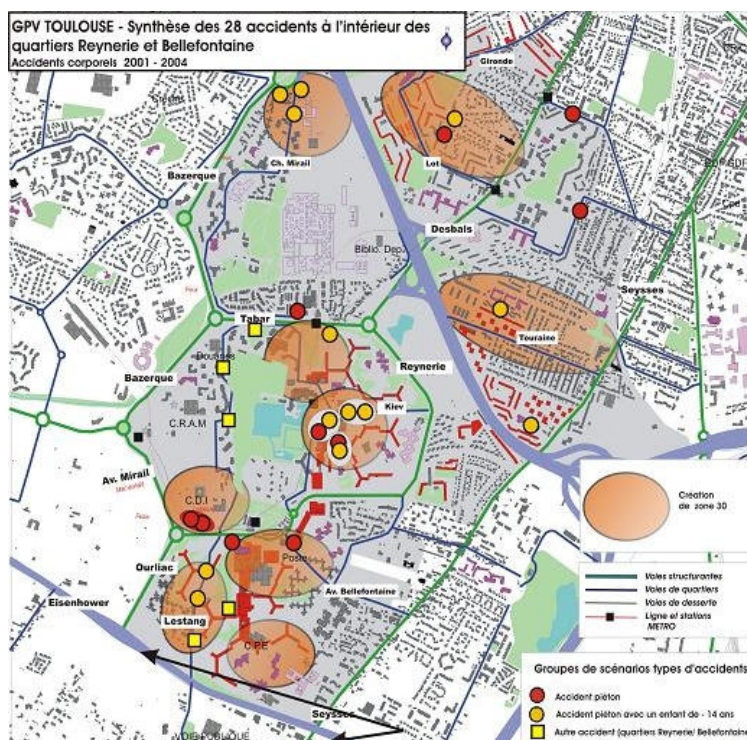 GPV TOULOUSE - Synthèse des 28 accidents à l'intérieur des
quartiers Reynerie et Bellefontaine
Accidents corporels 2001 - 2004
Gironde
Ch. Mirail
Lot
Bazerque
Desbals
Biblio. Dep.
Seysses
Tabar
Touraine
Reynerie
Bazerque
Kiev
C.R.A.M
Av. Mirail
C.D.I
Ourliac
Poste
Av. Bellefontaine
Eisenhower
Lestang
C.P.E
Seysses
VOIE PUBLIQUE
Création
de zone 30
Voies structurantes
Voies de quartiers
Voies de desserte
Ligne et stations
METRO
Groupes de scénarios types d'accidents
Accident piéton
Accident piéton avec un enfant de - 14 ans
Autre accident (quartiers Reynerie/ Bellefontaine